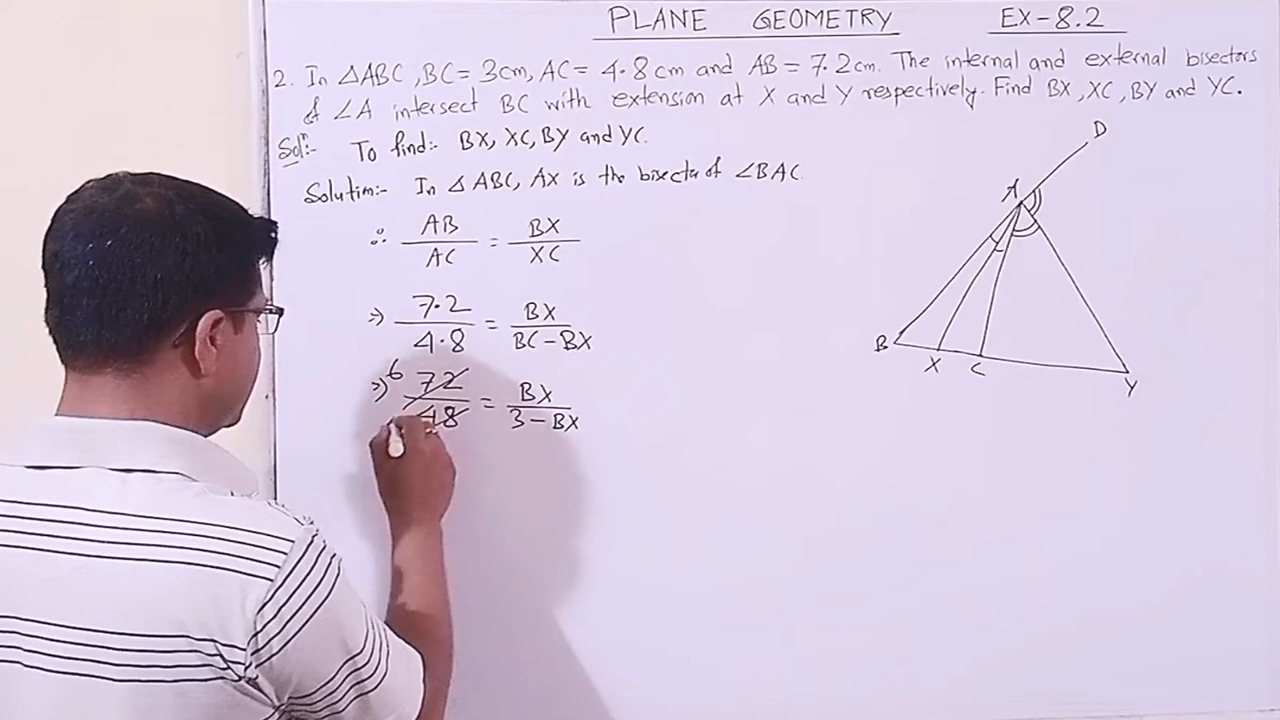 PLANE GEOMETRY EX-8.2
2. In △ABC, BC = 3cm, AC = 4.8cm and AB = 7.2cm. The internal and external bisectors
of ∠A intersect BC with extension at X and Y respectively. Find BX, XC, BY and YC.
Solⁿ:- To find:- BX, XC, BY and YC.
Solution:- In △ABC, AX is the bisector of ∠BAC
∴ AB/AC = BX/XC
⇒ 7.2/4.8 = BX/(BC-BX)
⇒ 6 72/48 = BX/(3-BX)
D
A
B
X
C
Y